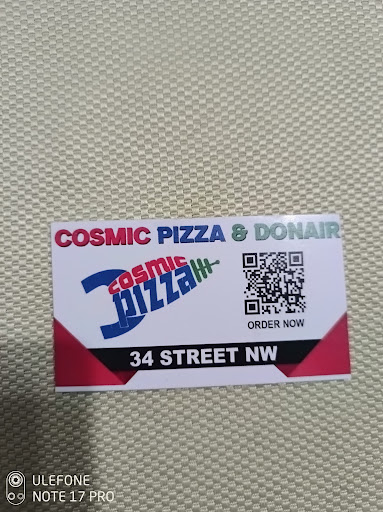 COSMIC PIZZA & DONAIR
COSMIC
PIZZA
ORDER NOW
34 STREET NW
ULEFONE
NOTE 17 PRO